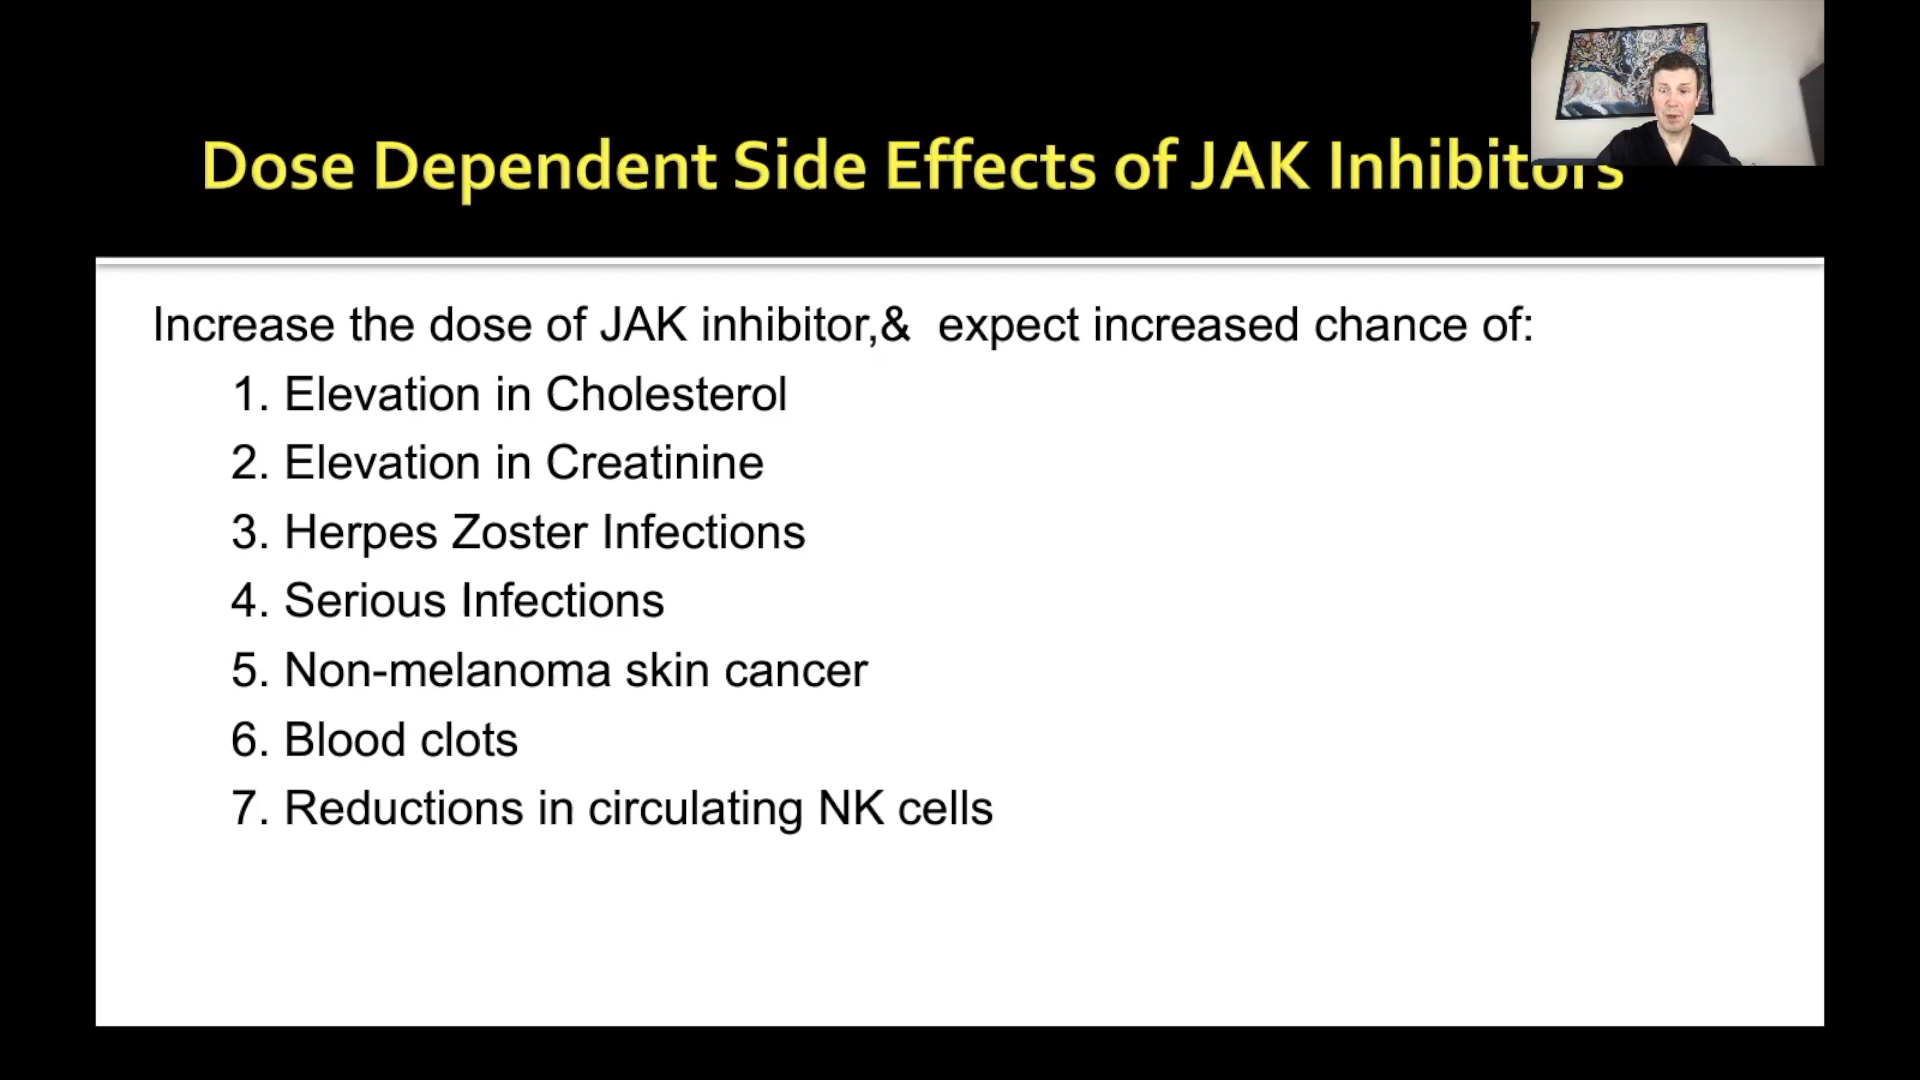 Dose Dependent Side Effects of JAK Inhibitors
Increase the dose of JAK inhibitor,& expect increased chance of:
1. Elevation in Cholesterol
2. Elevation in Creatinine
3. Herpes Zoster Infections
4. Serious Infections
5. Non-melanoma skin cancer
6. Blood clots
7. Reductions in circulating NK cells